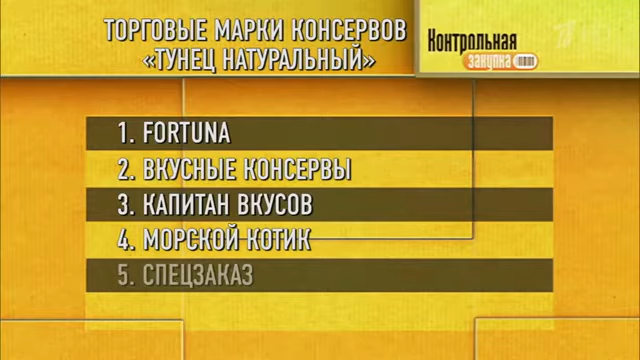 ТОРГОВЫЕ МАРКИ КОНСЕРВОВ
«ТУНЕЦ НАТУРАЛЬНЫЙ»
Контрольная
закупка
1. FORTUNA
2. ВКУСНЫЕ КОНСЕРВЫ
3. КАПИТАН ВКУСОВ
4. МОРСКОЙ КОТИК
5. СПЕЦЗАКАЗ